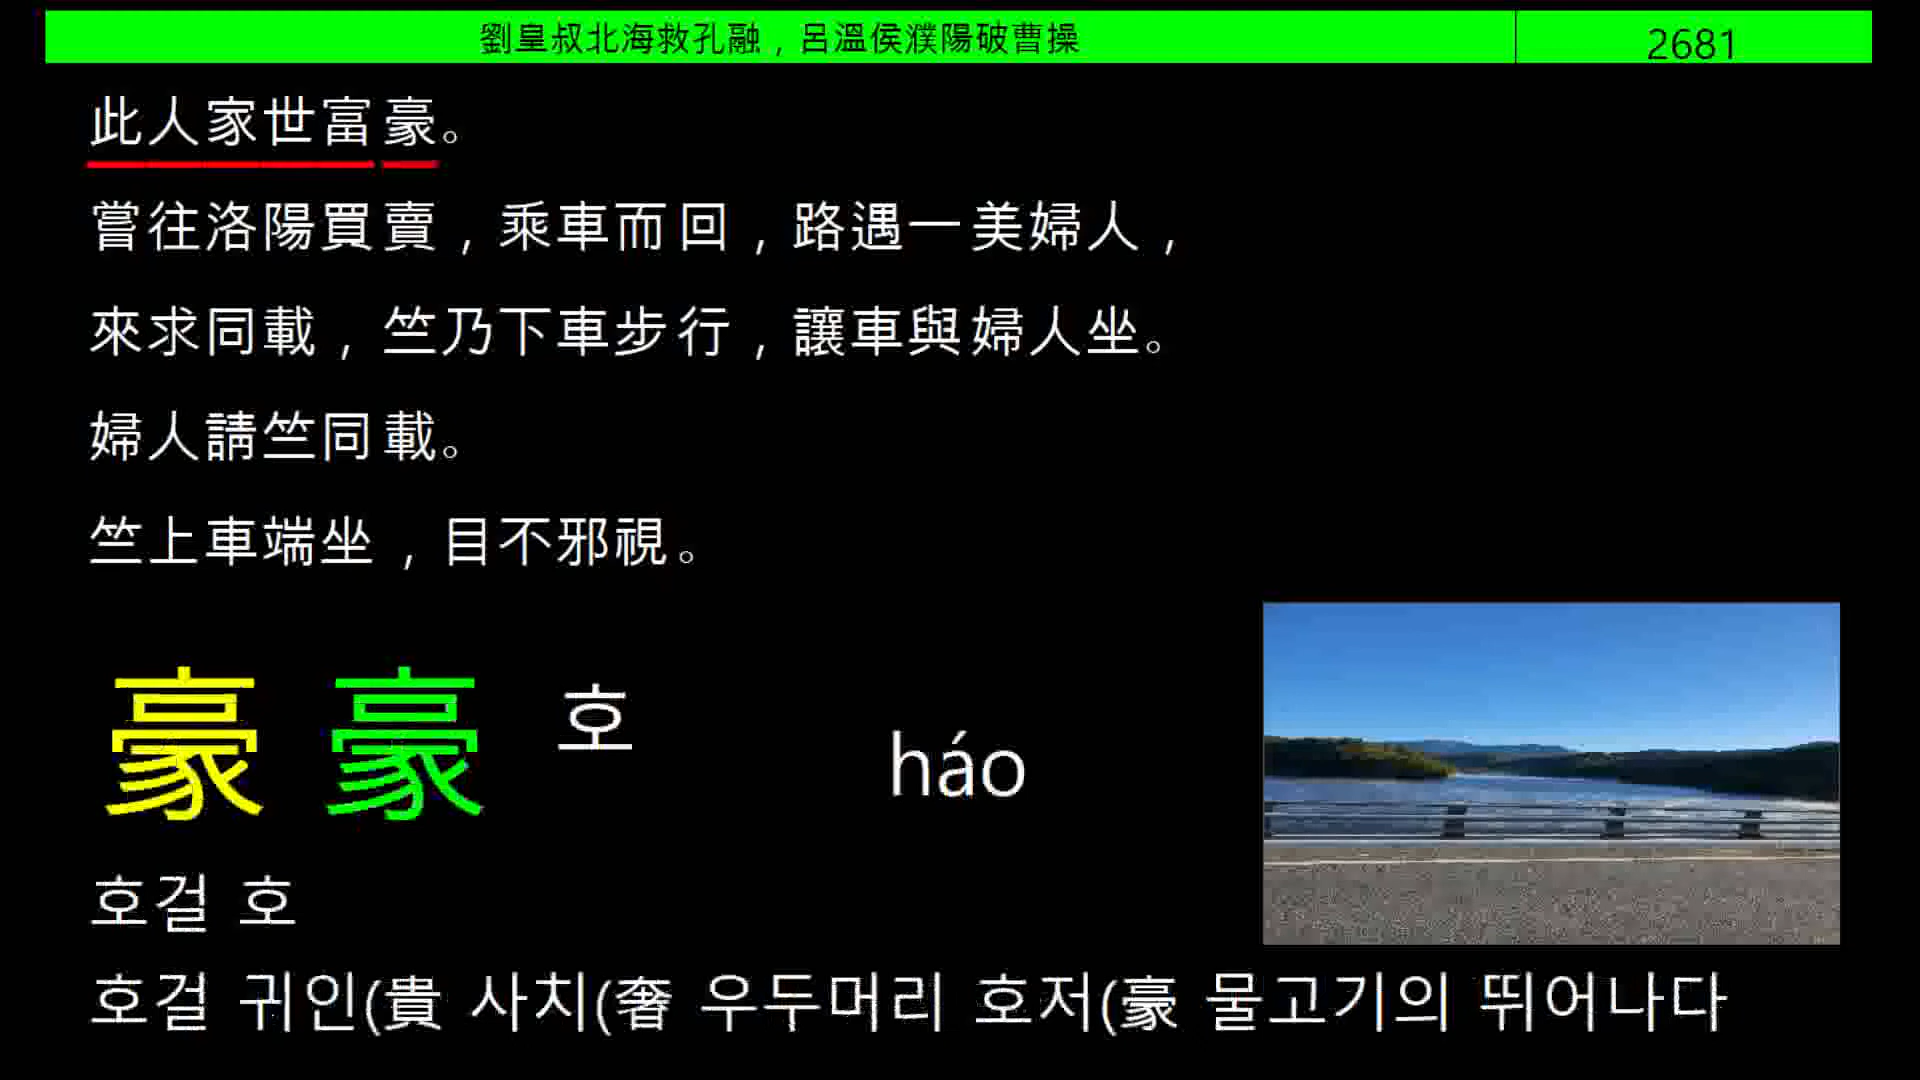 劉皇叔北海救孔融，呂溫侯濮陽破曹操
2681
此人家世富豪。
嘗往洛陽買賣，乘車而回，路遇一美婦人，
來求同載，竺乃下車步行，讓車與婦人坐。
婦人請竺同載。
竺上車端坐，目不邪視。
豪 豪 호 háo
호걸 호
호걸 귀인(貴 사치(奢 우두머리 호저(豪 물고기의 뛰어나다